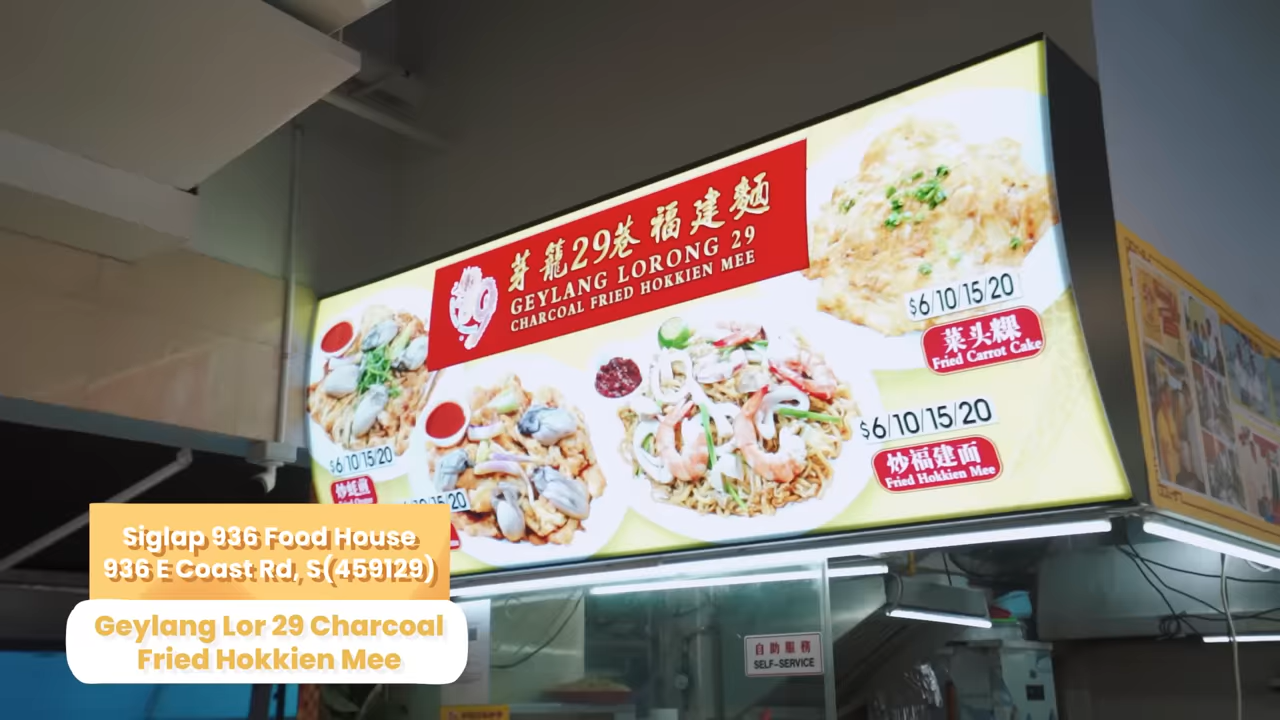 芽籠29巷 福建麵
GEYLANG LORONG 29
CHARCOAL FRIED HOKKIEN MEE
$6/10/15/20
菜头粿
Fried Carrot Cake
$6/10/15/20
炒福建面
Fried Hokkien Mee
$6/10/15/20
炒蚝煎
Siglap 936 Food House
936 E Coast Rd, S(459129)
Geylang Lor 29 Charcoal
Fried Hokkien Mee
自助服務
SELF-SERVICE